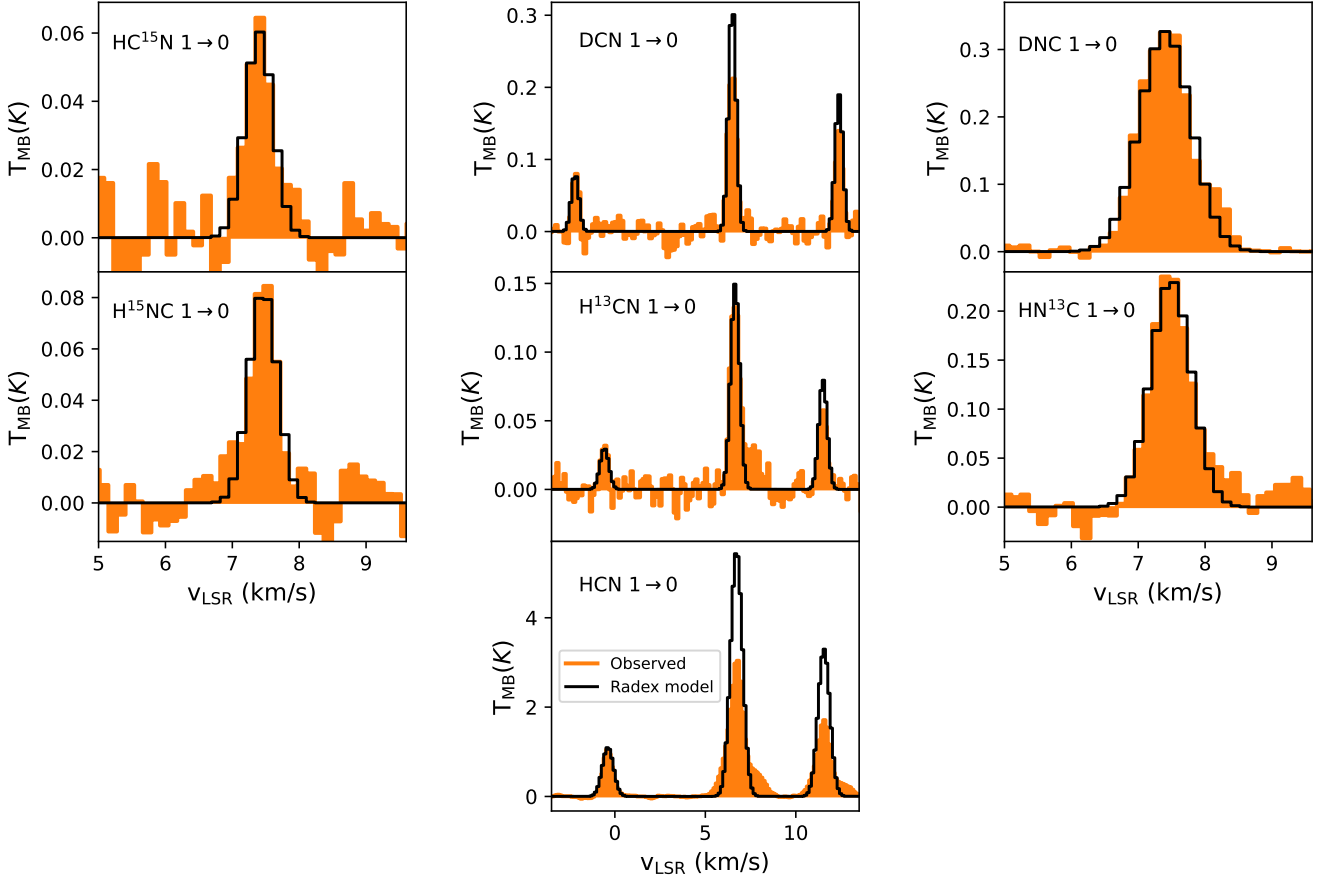 HC¹⁵N 1→0
0.06
0.04
0.02
0.00
T_MB(K)
DCN 1→0
0.3
0.2
0.1
0.0
T_MB(K)
DNC 1→0
0.3
0.2
0.1
0.0
T_MB(K)
H¹⁵NC 1→0
0.08
0.06
0.04
0.02
0.00
T_MB(K)
5 6 7 8 9
v_LSR (km/s)
H¹³CN 1→0
0.15
0.10
0.05
0.00
T_MB(K)
HN¹³C 1→0
0.20
0.15
0.10
0.05
0.00
T_MB(K)
5 6 7 8 9
v_LSR (km/s)
HCN 1→0
4
2
0
T_MB(K)
Observed
Radex model
0 5 10
v_LSR (km/s)